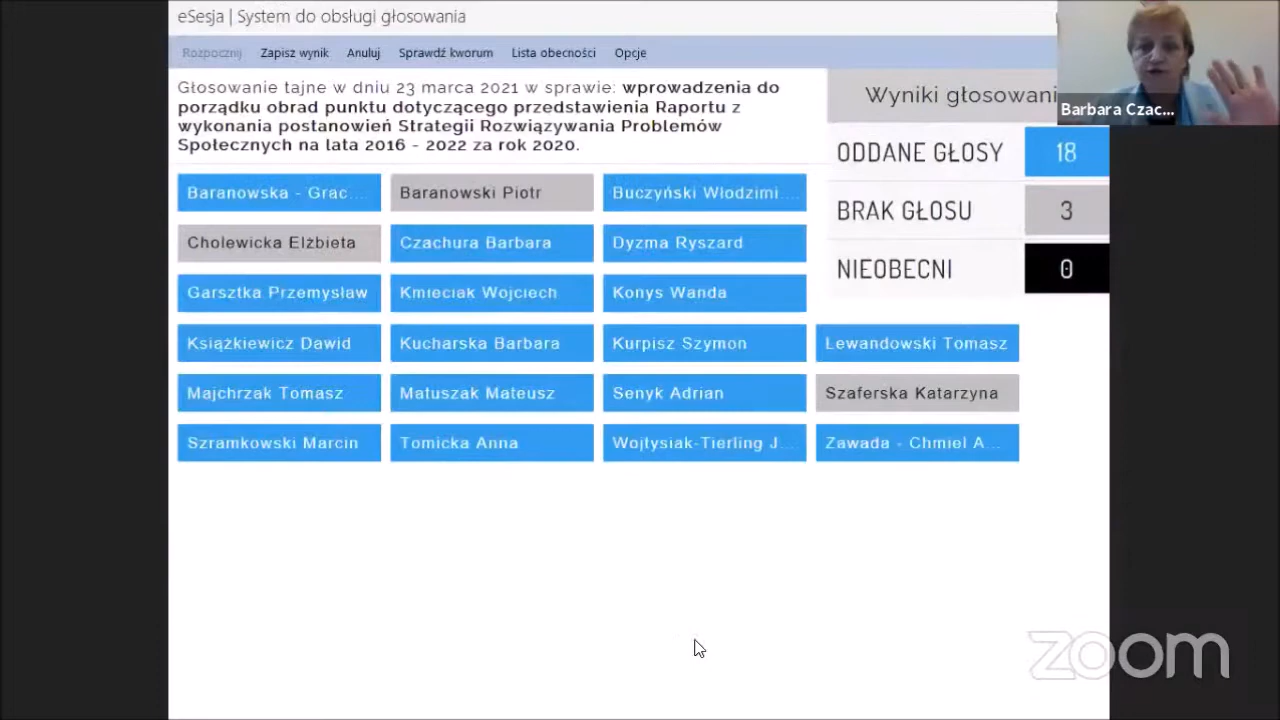 eSesja | System do obsługi głosowania
Rozpocznij Zapisz wynik Anuluj Sprawdź kworum Lista obecności Opcje
Głosowanie tajne w dniu 23 marca 2021 w sprawie: wprowadzenia do
porządku obrad punktu dotyczącego przedstawienia Raportu z
wykonania postanowień Strategii Rozwiązywania Problemów
Społecznych na lata 2016 - 2022 za rok 2020.
Wyniki głosowani
Barbara Czac...
ODDANE GŁOSY 18
BRAK GŁOSU 3
NIEOBECNI 0
Baranowska - Grac... Baranowski Piotr Buczyński Włodzimi...
Cholewicka Elżbieta Czachura Barbara Dyzma Ryszard
Garsztka Przemysław Kmieciak Wojciech Konys Wanda
Książkiewicz Dawid Kucharska Barbara Kurpisz Szymon Lewandowski Tomasz
Majchrzak Tomasz Matuszak Mateusz Senyk Adrian Szaferska Katarzyna
Szramkowski Marcin Tomicka Anna Wojtysiak-Tierling J... Zawada - Chmiel A...
zoom